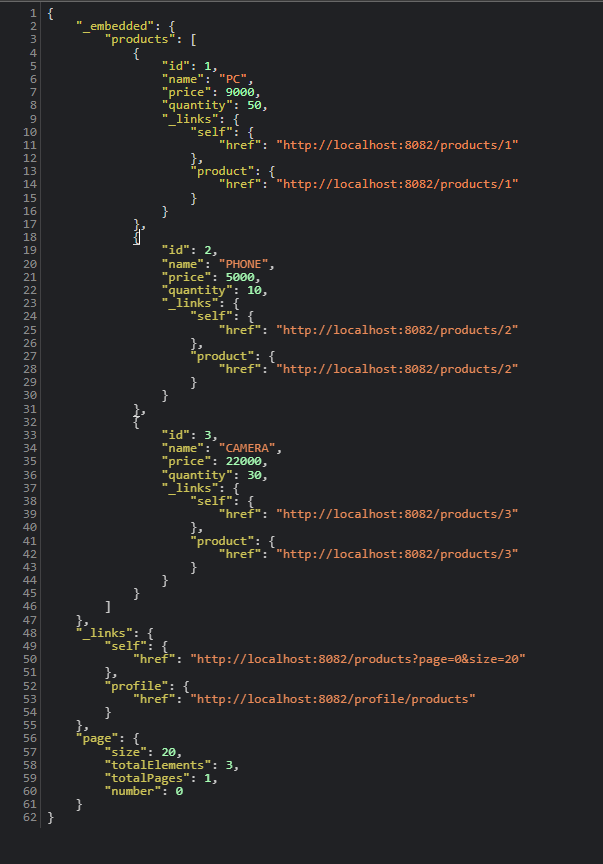 1 {
2     "_embedded": {
3         "products": [
4             {
5                 "id": 1,
6                 "name": "PC",
7                 "price": 9000,
8                 "quantity": 50,
9                 "_links": {
10                     "self": {
11                         "href": "http://localhost:8082/products/1"
12                     },
13                     "product": {
14                         "href": "http://localhost:8082/products/1"
15                     }
16                 }
17             },
18             {
19                 "id": 2,
20                 "name": "PHONE",
21                 "price": 5000,
22                 "quantity": 10,
23                 "_links": {
24                     "self": {
25                         "href": "http://localhost:8082/products/2"
26                     },
27                     "product": {
28                         "href": "http://localhost:8082/products/2"
29                     }
30                 }
31             },
32             {
33                 "id": 3,
34                 "name": "CAMERA",
35                 "price": 22000,
36                 "quantity": 30,
37                 "_links": {
38                     "self": {
39                         "href": "http://localhost:8082/products/3"
40                     },
41                     "product": {
42                         "href": "http://localhost:8082/products/3"
43                     }
44                 }
45             }
46         ]
47     },
48     "_links": {
49         "self": {
50             "href": "http://localhost:8082/products?page=0&size=20"
51         },
52         "profile": {
53             "href": "http://localhost:8082/profile/products"
54         }
55     },
56     "page": {
57         "size": 20,
58         "totalElements": 3,
59         "totalPages": 1,
60         "number": 0
61     }
62 }